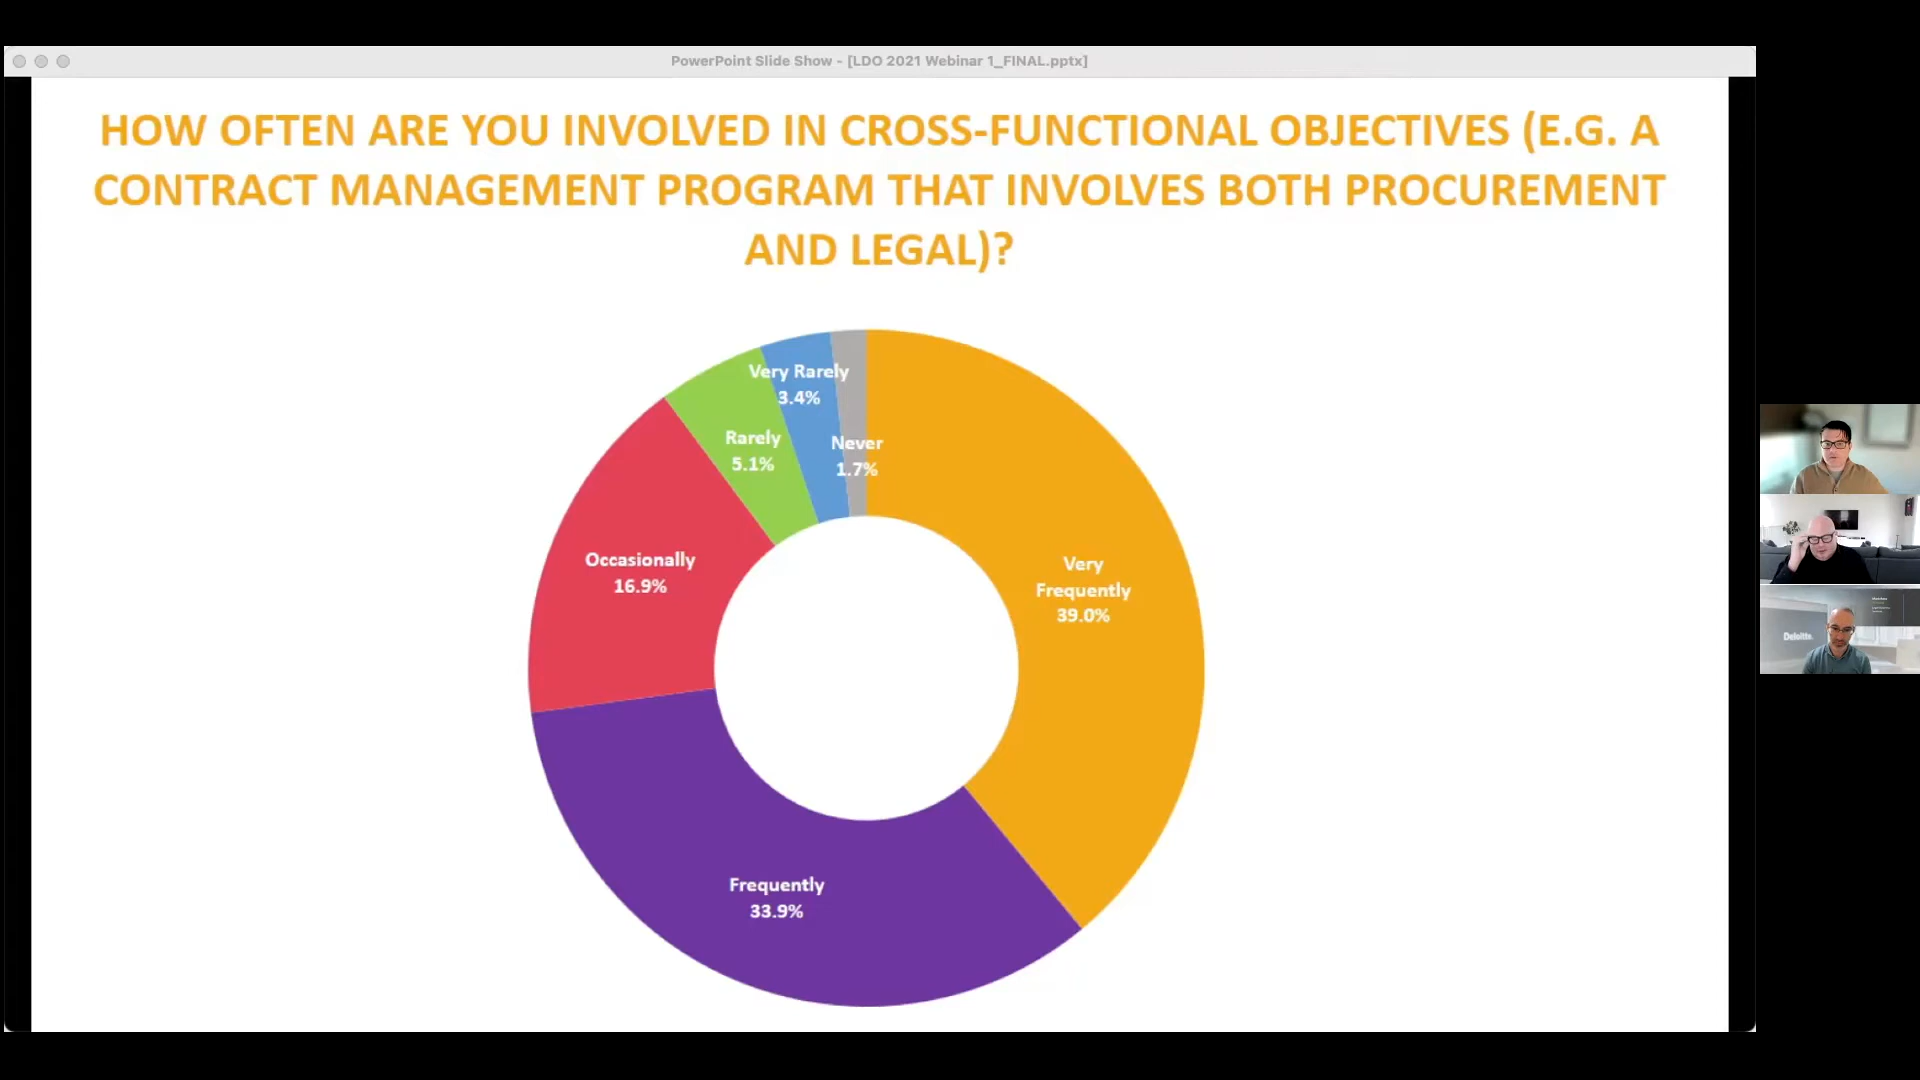 PowerPoint Slide Show - [LDO 2021 Webinar 1_FINAL.pptx]
HOW OFTEN ARE YOU INVOLVED IN CROSS-FUNCTIONAL OBJECTIVES (E.G. A
CONTRACT MANAGEMENT PROGRAM THAT INVOLVES BOTH PROCUREMENT
AND LEGAL)?
Very Rarely
3.4%
Rarely
5.1%
Never
1.7%
Occasionally
16.9%
Very
Frequently
39.0%
Frequently
33.9%
Deloitte.